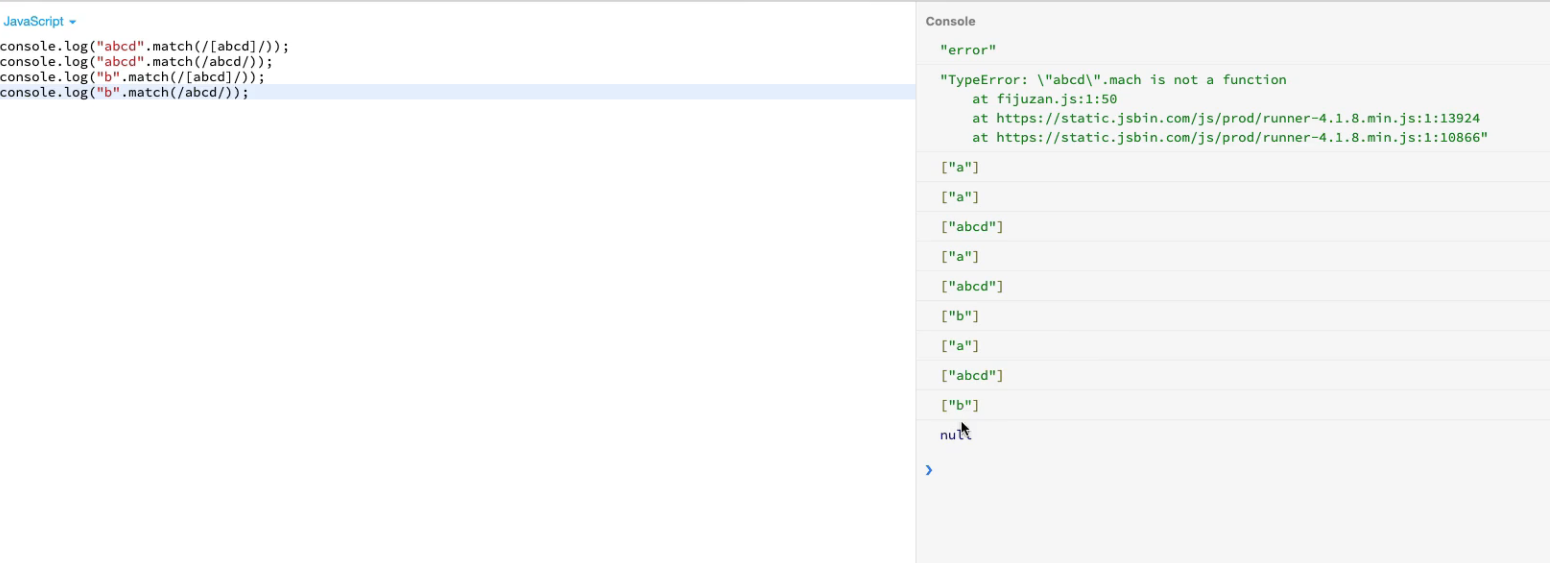 JavaScript
console.log("abcd".match(/[abcd]/));
console.log("abcd".match(/abcd/));
console.log("b".match(/[abcd]/));
console.log("b".match(/abcd/));
Console
"error"
"TypeError: \"abcd\".mach is not a function
at fijuzan.js:1:50
at https://static.jsbin.com/js/prod/runner-4.1.8.min.js:1:13924
at https://static.jsbin.com/js/prod/runner-4.1.8.min.js:1:10866"
["a"]
["a"]
["abcd"]
["a"]
["abcd"]
["b"]
["a"]
["abcd"]
["b"]
null